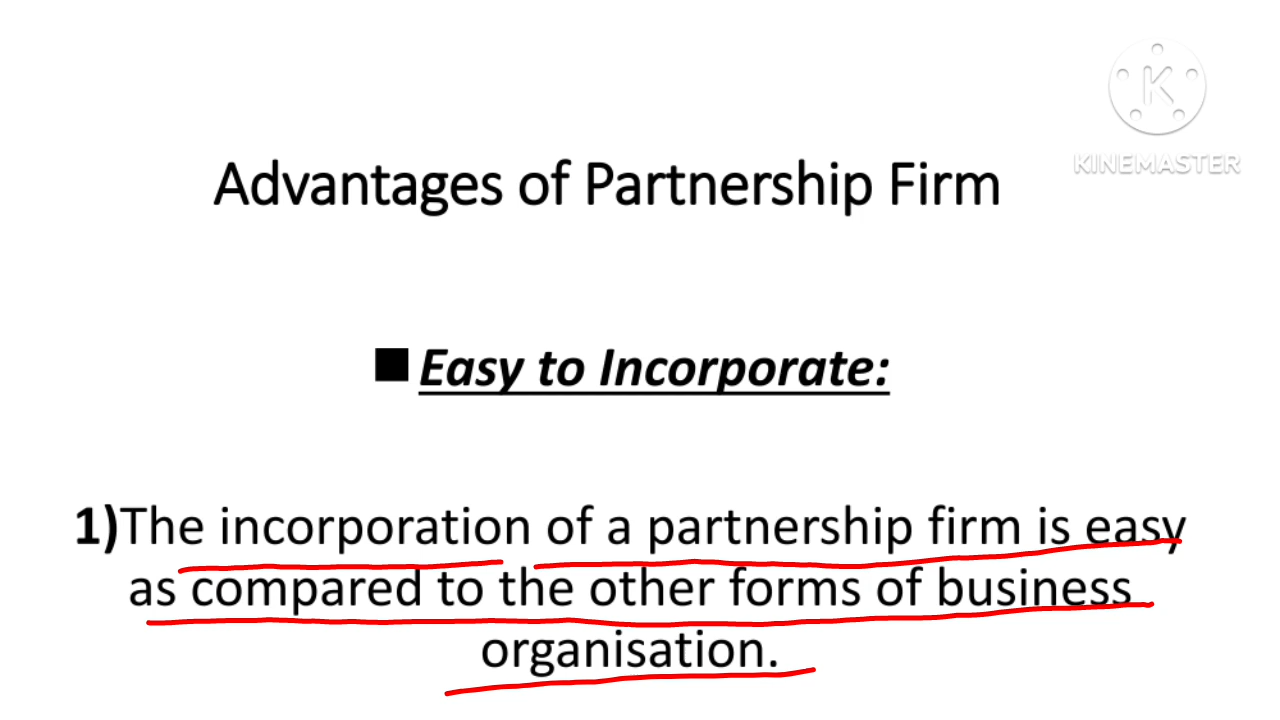 KINEMASTER
Advantages of Partnership Firm
Easy to Incorporate:
1)The incorporation of a partnership firm is easy
as compared to the other forms of business
organisation.